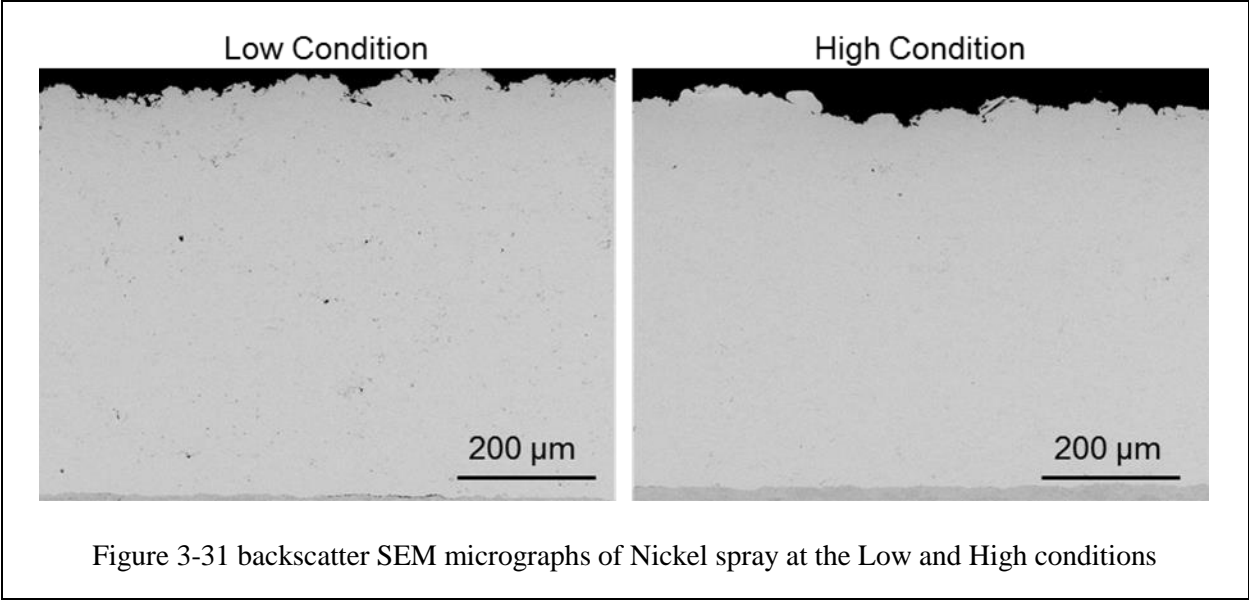 Low Condition
High Condition
200 µm
200 µm
Figure 3-31 backscatter SEM micrographs of Nickel spray at the Low and High conditions